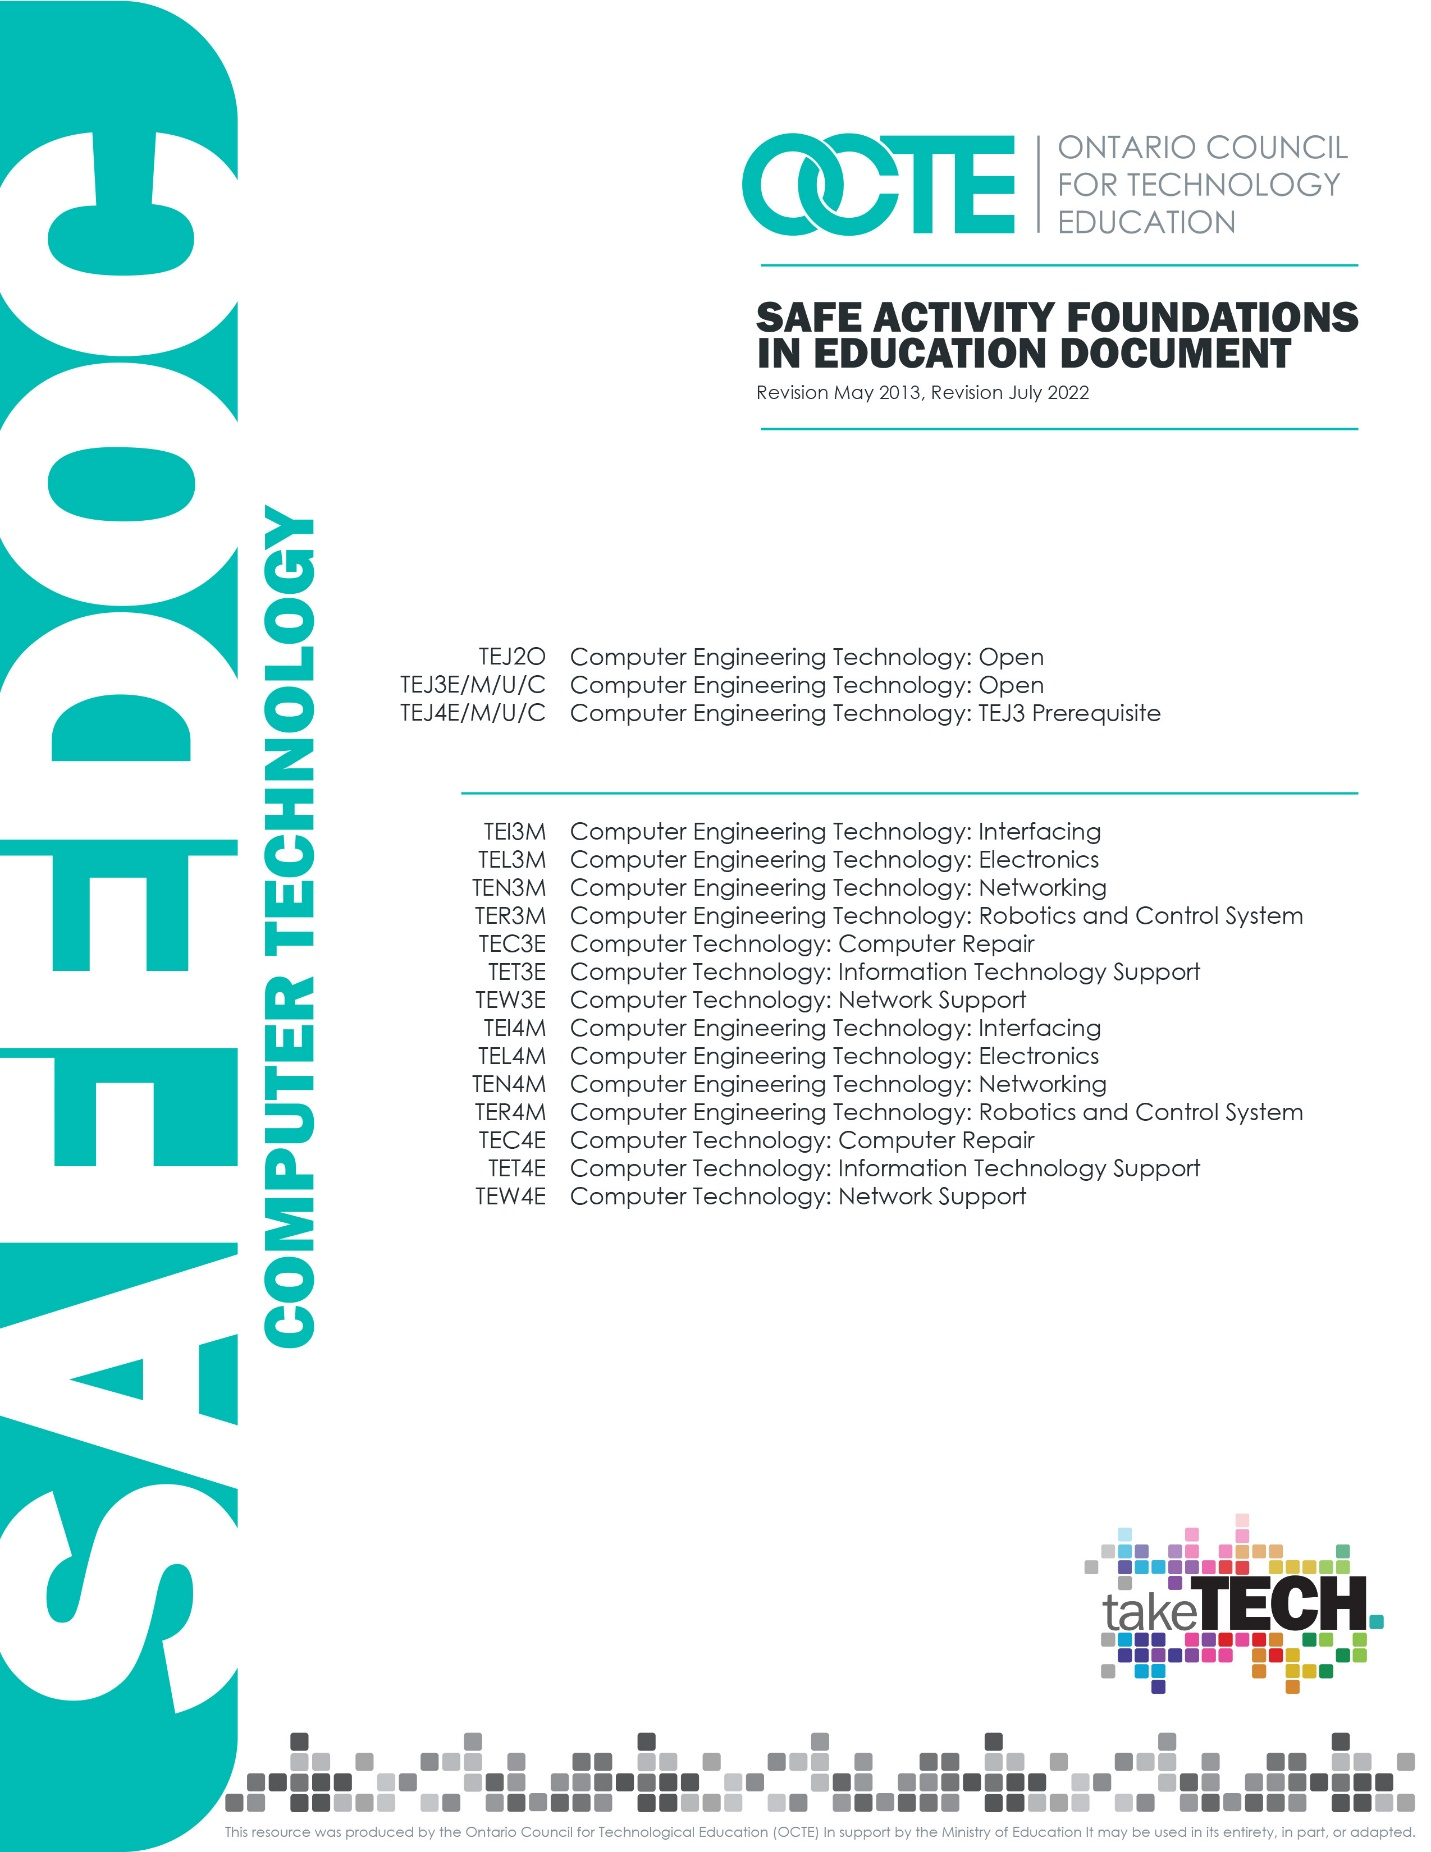 SAFEDOC
COMPUTER TECHNOLOGY
OCTE
ONTARIO COUNCIL
FOR TECHNOLOGY
EDUCATION
SAFE ACTIVITY FOUNDATIONS
IN EDUCATION DOCUMENT
Revision May 2013, Revision July 2022
TEJ2O Computer Engineering Technology: Open
TEJ3E/M/U/C Computer Engineering Technology: Open
TEJ4E/M/U/C Computer Engineering Technology: TEJ3 Prerequisite
TEI3M Computer Engineering Technology: Interfacing
TEL3M Computer Engineering Technology: Electronics
TEN3M Computer Engineering Technology: Networking
TER3M Computer Engineering Technology: Robotics and Control System
TEC3E Computer Technology: Computer Repair
TET3E Computer Technology: Information Technology Support
TEW3E Computer Technology: Network Support
TEI4M Computer Engineering Technology: Interfacing
TEL4M Computer Engineering Technology: Electronics
TEN4M Computer Engineering Technology: Networking
TER4M Computer Engineering Technology: Robotics and Control System
TEC4E Computer Technology: Computer Repair
TET4E Computer Technology: Information Technology Support
TEW4E Computer Technology: Network Support
takeTECH
This resource was produced by the Ontario Council for Technological Education (OCTE) In support by the Ministry of Education It may be used in its entirety, in part, or adapted.